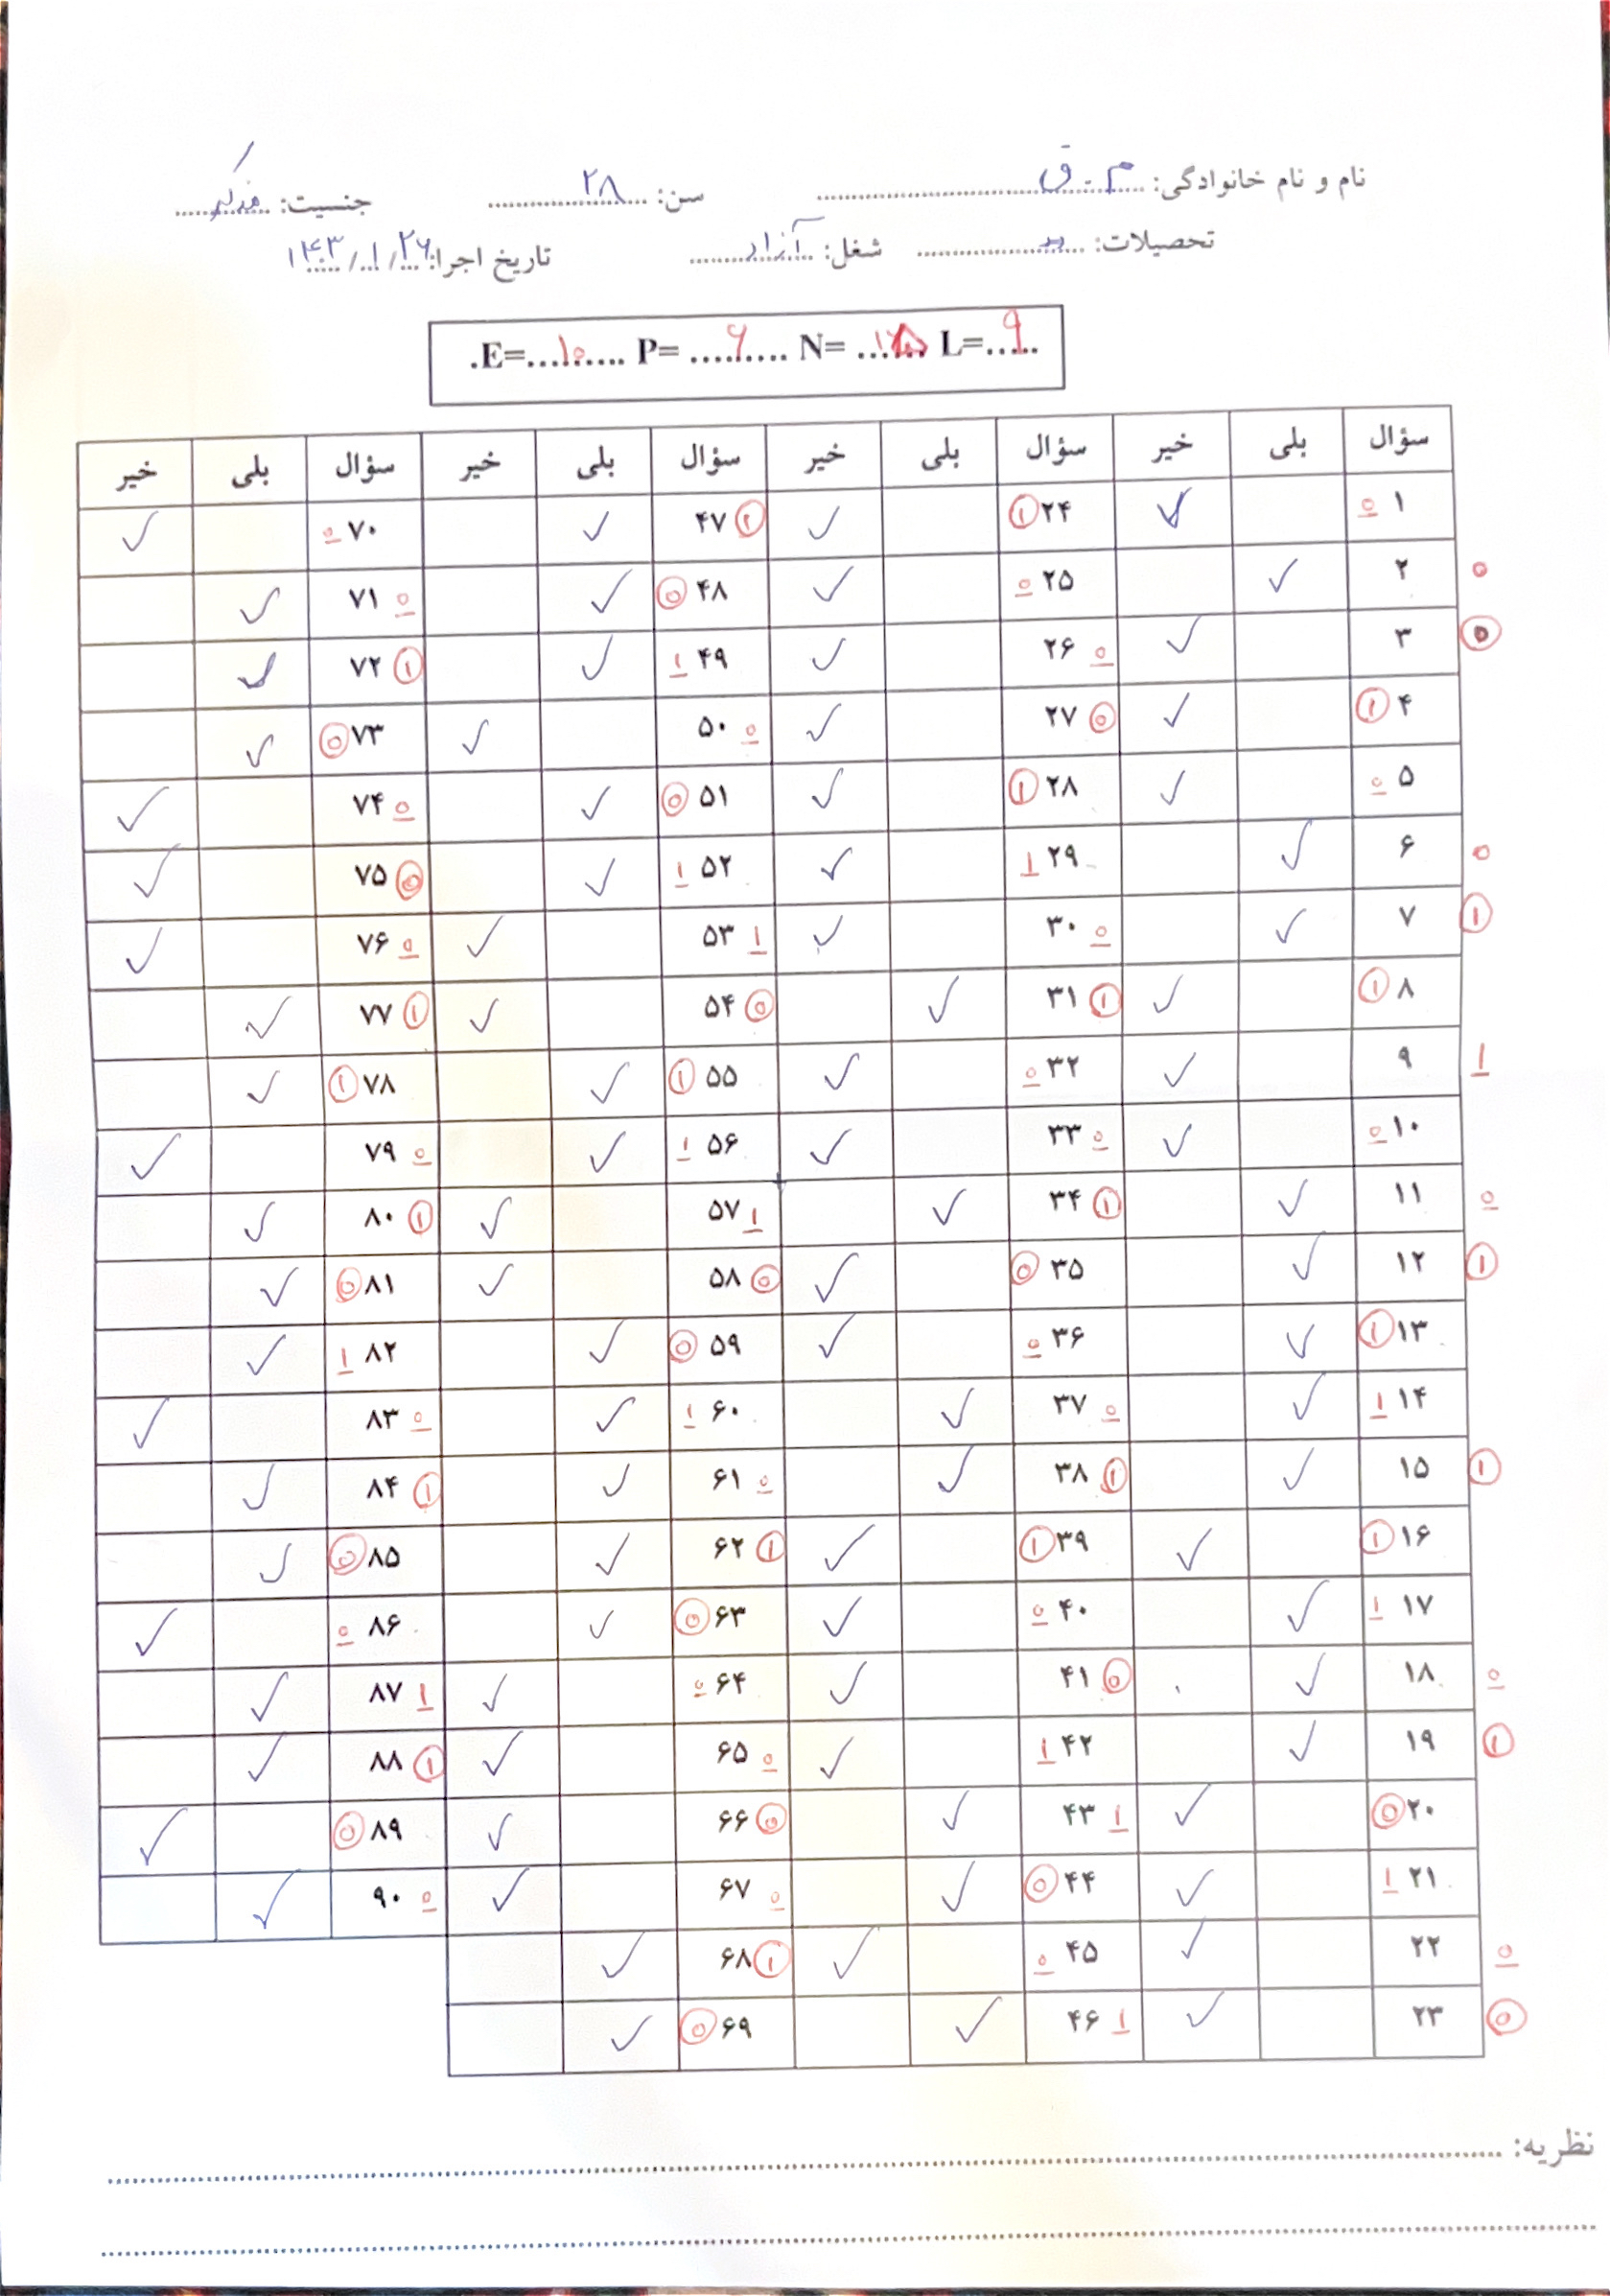 نام و نام خانوادگی: م - ق سن: ۲۸ جنسیت: مذکر
تحصیلات: شغل: آزاد تاریخ اجرا: ۱۴۰۳/۱/۲۶
.E=..۱۰.. P= ..۶.. N= L=..۹..
سؤال بلی خیر سؤال بلی خیر سؤال بلی خیر سؤال بلی خیر
۱ ۰ ✓ ۲۴ ۱ ✓ ۴۷ ۱ ✓ ۷۰ ۰ ✓
۰ ۲ ✓ ۲۵ ۰ ✓ ۴۸ ۰ ✓ ۷۱ ۰ ✓
۰ ۳ ✓ ۲۶ ۰ ✓ ۴۹ ۱ ✓ ۷۲ ۱ ✓
۴ ۱ ✓ ۲۷ ۰ ✓ ۵۰ ۰ ✓ ۷۳ ۰ ✓
۵ ۰ ✓ ۲۸ ۱ ✓ ۵۱ ۰ ✓ ۷۴ ۰ ✓
۰ ۶ ✓ ۲۹ ۱ ✓ ۵۲ ۱ ✓ ۷۵ ۰ ✓
۱ ۷ ✓ ۳۰ ۰ ✓ ۵۳ ۱ ✓ ۷۶ ۰ ✓
۸ ۱ ✓ ۳۱ ۱ ✓ ۵۴ ۰ ✓ ۷۷ ۱ ✓
۱ ۹ ✓ ۳۲ ۰ ✓ ۵۵ ۱ ✓ ۷۸ ۱ ✓
۱۰ ۰ ✓ ۳۳ ۰ ✓ ۵۶ ۱ ✓ ۷۹ ۰ ✓
۰ ۱۱ ✓ ۳۴ ۱ ✓ ۵۷ ۱ ✓ ۸۰ ۱ ✓
۱ ۱۲ ✓ ۳۵ ۰ ✓ ۵۸ ۰ ✓ ۸۱ ۰ ✓
۱۳ ۱ ✓ ۳۶ ۰ ✓ ۵۹ ۰ ✓ ۸۲ ۱ ✓
۱۴ ۱ ✓ ۳۷ ۰ ✓ ۶۰ ۱ ✓ ۸۳ ۰ ✓
۱ ۱۵ ✓ ۳۸ ۱ ✓ ۶۱ ۰ ✓ ۸۴ ۱ ✓
۱۶ ۱ ✓ ۳۹ ۱ ✓ ۶۲ ۱ ✓ ۸۵ ۰ ✓
۱۷ ۱ ✓ ۴۰ ۰ ✓ ۶۳ ۰ ✓ ۸۶ ۰ ✓
۰ ۱۸ ✓ ۴۱ ۰ ✓ ۶۴ ۰ ✓ ۸۷ ۱ ✓
۱ ۱۹ ✓ ۴۲ ۱ ✓ ۶۵ ۰ ✓ ۸۸ ۱ ✓
۲۰ ۰ ✓ ۴۳ ۱ ✓ ۶۶ ۰ ✓ ۸۹ ۰ ✓
۲۱ ۱ ✓ ۴۴ ۰ ✓ ۶۷ ۰ ✓ ۹۰ ۰ ✓
۰ ۲۲ ✓ ۴۵ ۰ ✓ ۶۸ ۱ ✓
۰ ۲۳ ✓ ۴۶ ۱ ✓ ۶۹ ۰ ✓
نظریه: